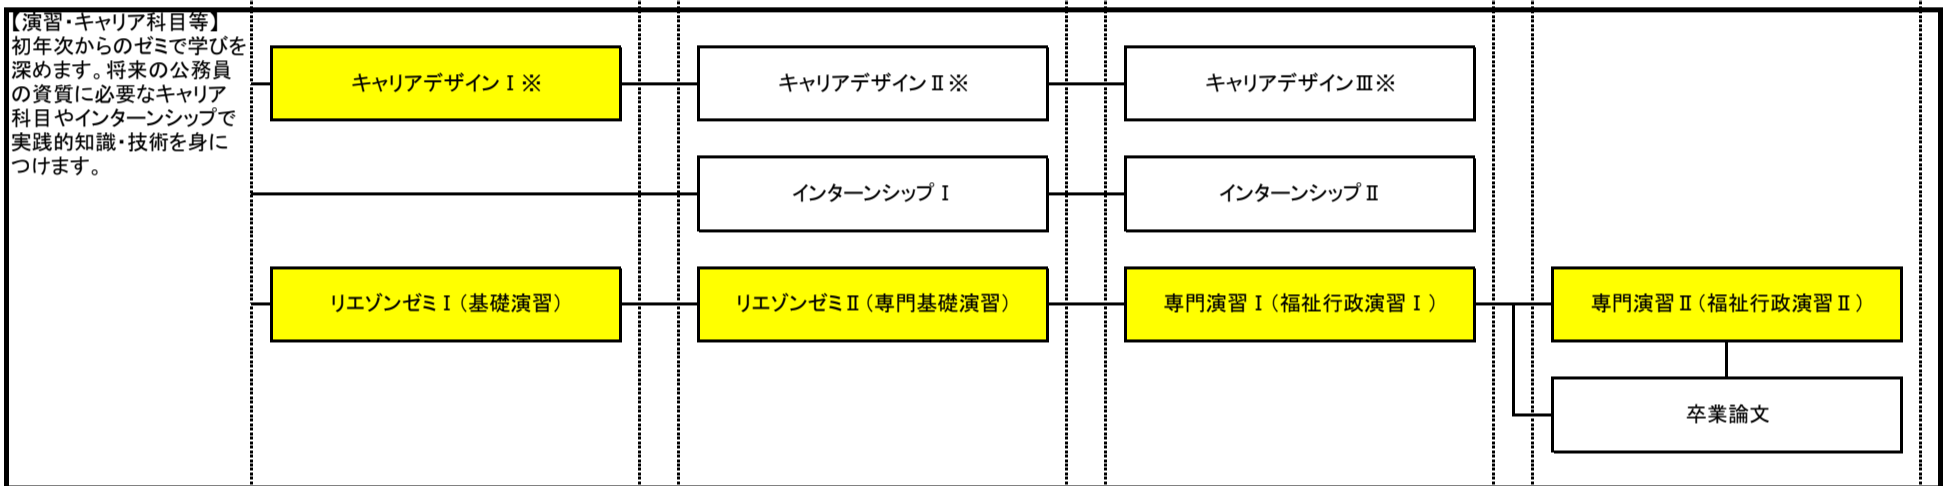 【演習・キャリア科目等】
初年次からのゼミで学びを
深めます。将来の公務員
の資質に必要なキャリア
科目やインターンシップで
実践的知識・技術を身に
つけます。
キャリアデザインⅠ※
キャリアデザインⅡ※
キャリアデザインⅢ※
インターンシップⅠ
インターンシップⅡ
リエゾンゼミⅠ（基礎演習）
リエゾンゼミⅡ（専門基礎演習）
専門演習Ⅰ（福祉行政演習Ⅰ）
専門演習Ⅱ（福祉行政演習Ⅱ）
卒業論文